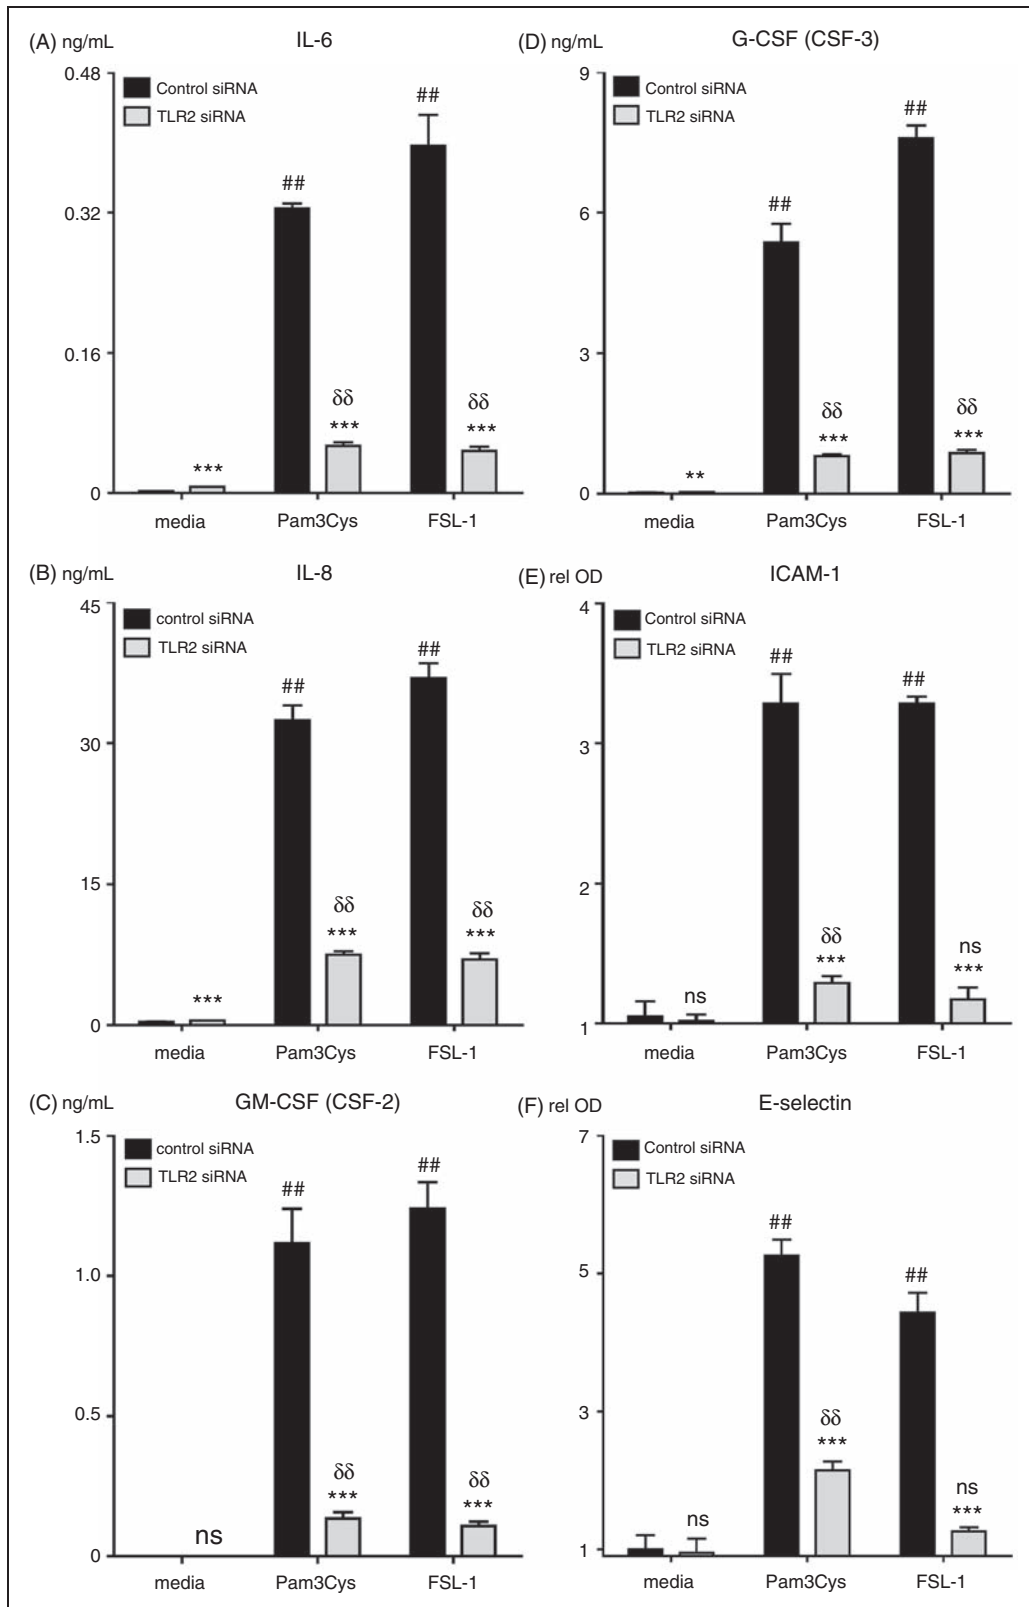 (A) ng/mL IL-6
0.48
Control siRNA
TLR2 siRNA
##
##
0.32
0.16
δδ δδ
*** *** ***
0
media Pam3Cys FSL-1
(B) ng/mL IL-8
45
control siRNA
TLR2 siRNA
##
##
30
15
δδ δδ
*** *** ***
0
media Pam3Cys FSL-1
(C) ng/mL GM-CSF (CSF-2)
1.5
control siRNA
TLR2 siRNA
##
##
1.0
0.5
δδ δδ
*** ***
ns
0
media Pam3Cys FSL-1
(D) ng/mL G-CSF (CSF-3)
9
Control siRNA
TLR2 siRNA
##
##
6
3
δδ δδ
*** ***
**
0
media Pam3Cys FSL-1
(E) rel OD ICAM-1
4
Control siRNA
TLR2 siRNA
## ##
3
2
δδ ns
*** ***
ns
1
media Pam3Cys FSL-1
(F) rel OD E-selectin
7
Control siRNA
TLR2 siRNA
##
##
5
3
δδ
***
ns
***
ns
1
media Pam3Cys FSL-1